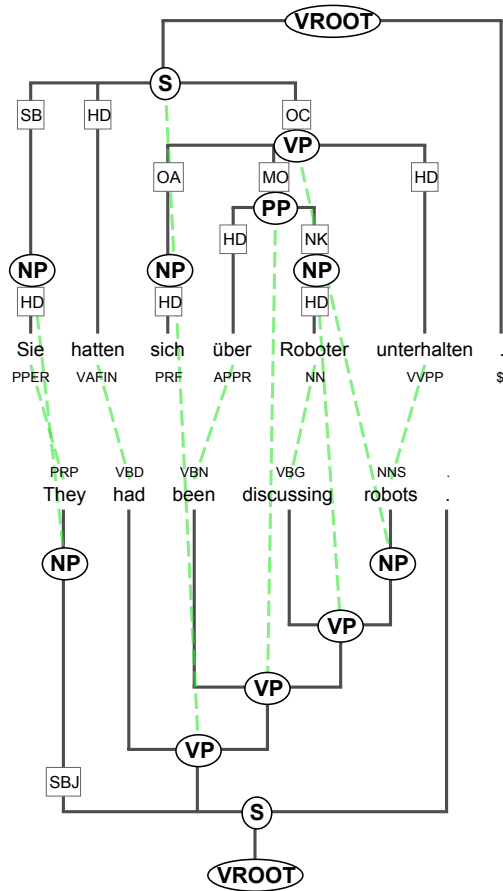 VROOT
S
SB HD OC
VP
OA MO HD
PP
HD NK
NP NP NP
HD HD HD
Sie hatten sich über Roboter unterhalten .
PPER VAFIN PRF APPR NN VVPP $
PRP VBD VBN VBG NNS .
They had been discussing robots .
NP NP
VP
VP
VP
SBJ
S
VROOT